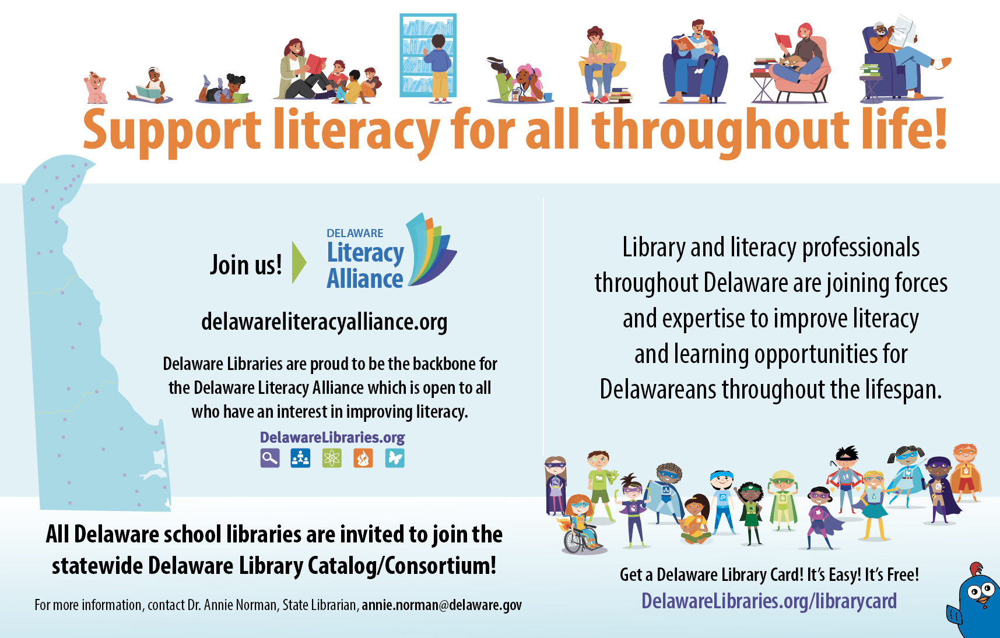 Support literacy for all throughout life!
Join us!
DELAWARE
Literacy
Alliance
delawareliteracyalliance.org
Delaware Libraries are proud to be the backbone for
the Delaware Literacy Alliance which is open to all
who have an interest in improving literacy.
DelawareLibraries.org
All Delaware school libraries are invited to join the
statewide Delaware Library Catalog/Consortium!
For more information, contact Dr. Annie Norman, State Librarian, annie.norman@delaware.gov
Library and literacy professionals
throughout Delaware are joining forces
and expertise to improve literacy
and learning opportunities for
Delawareans throughout the lifespan.
Get a Delaware Library Card! It’s Easy! It’s Free!
DelawareLibraries.org/librarycard